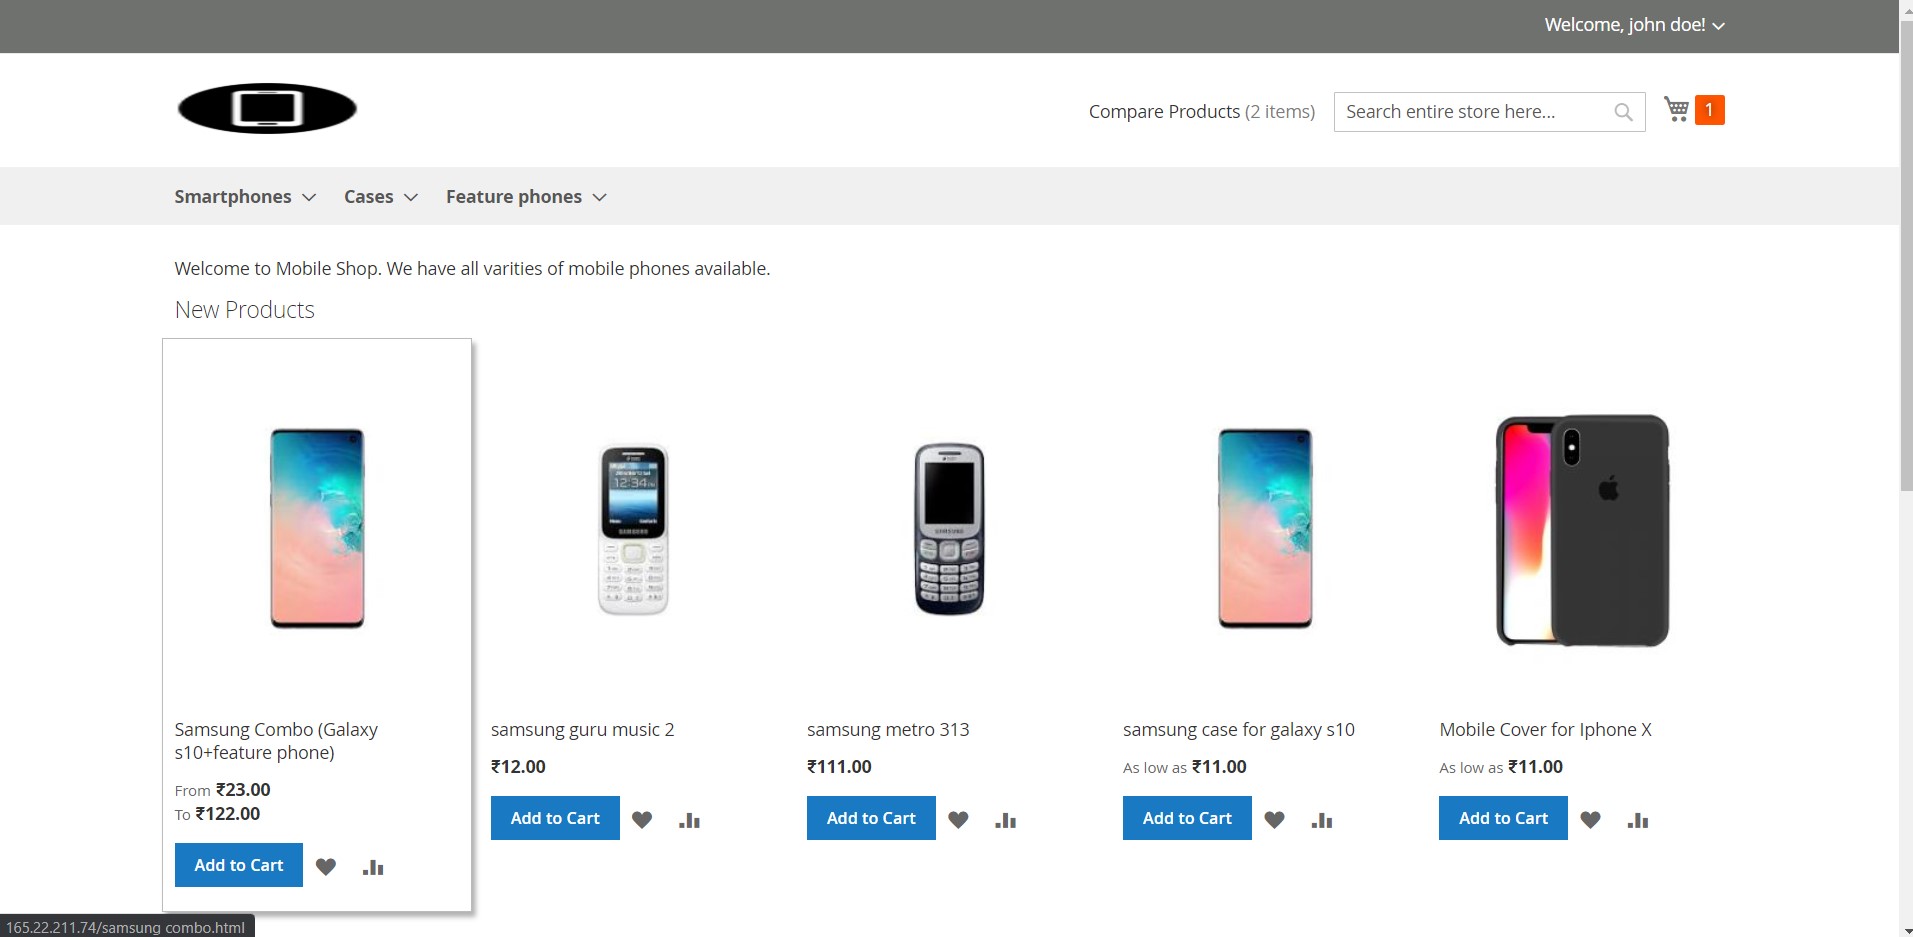 Welcome, john doe!
Compare Products (2 items)
Search entire store here...
1
Smartphones
Cases
Feature phones
Welcome to Mobile Shop. We have all varities of mobile phones available.
New Products
12:34
SAMSUNG
SAMSUNG
Samsung Combo (Galaxy
s10+feature phone)
From ₹23.00
To ₹122.00
Add to Cart
samsung guru music 2
₹12.00
Add to Cart
samsung metro 313
₹111.00
Add to Cart
samsung case for galaxy s10
As low as ₹11.00
Add to Cart
Mobile Cover for Iphone X
As low as ₹11.00
Add to Cart
165.22.211.74/samsung combo.html